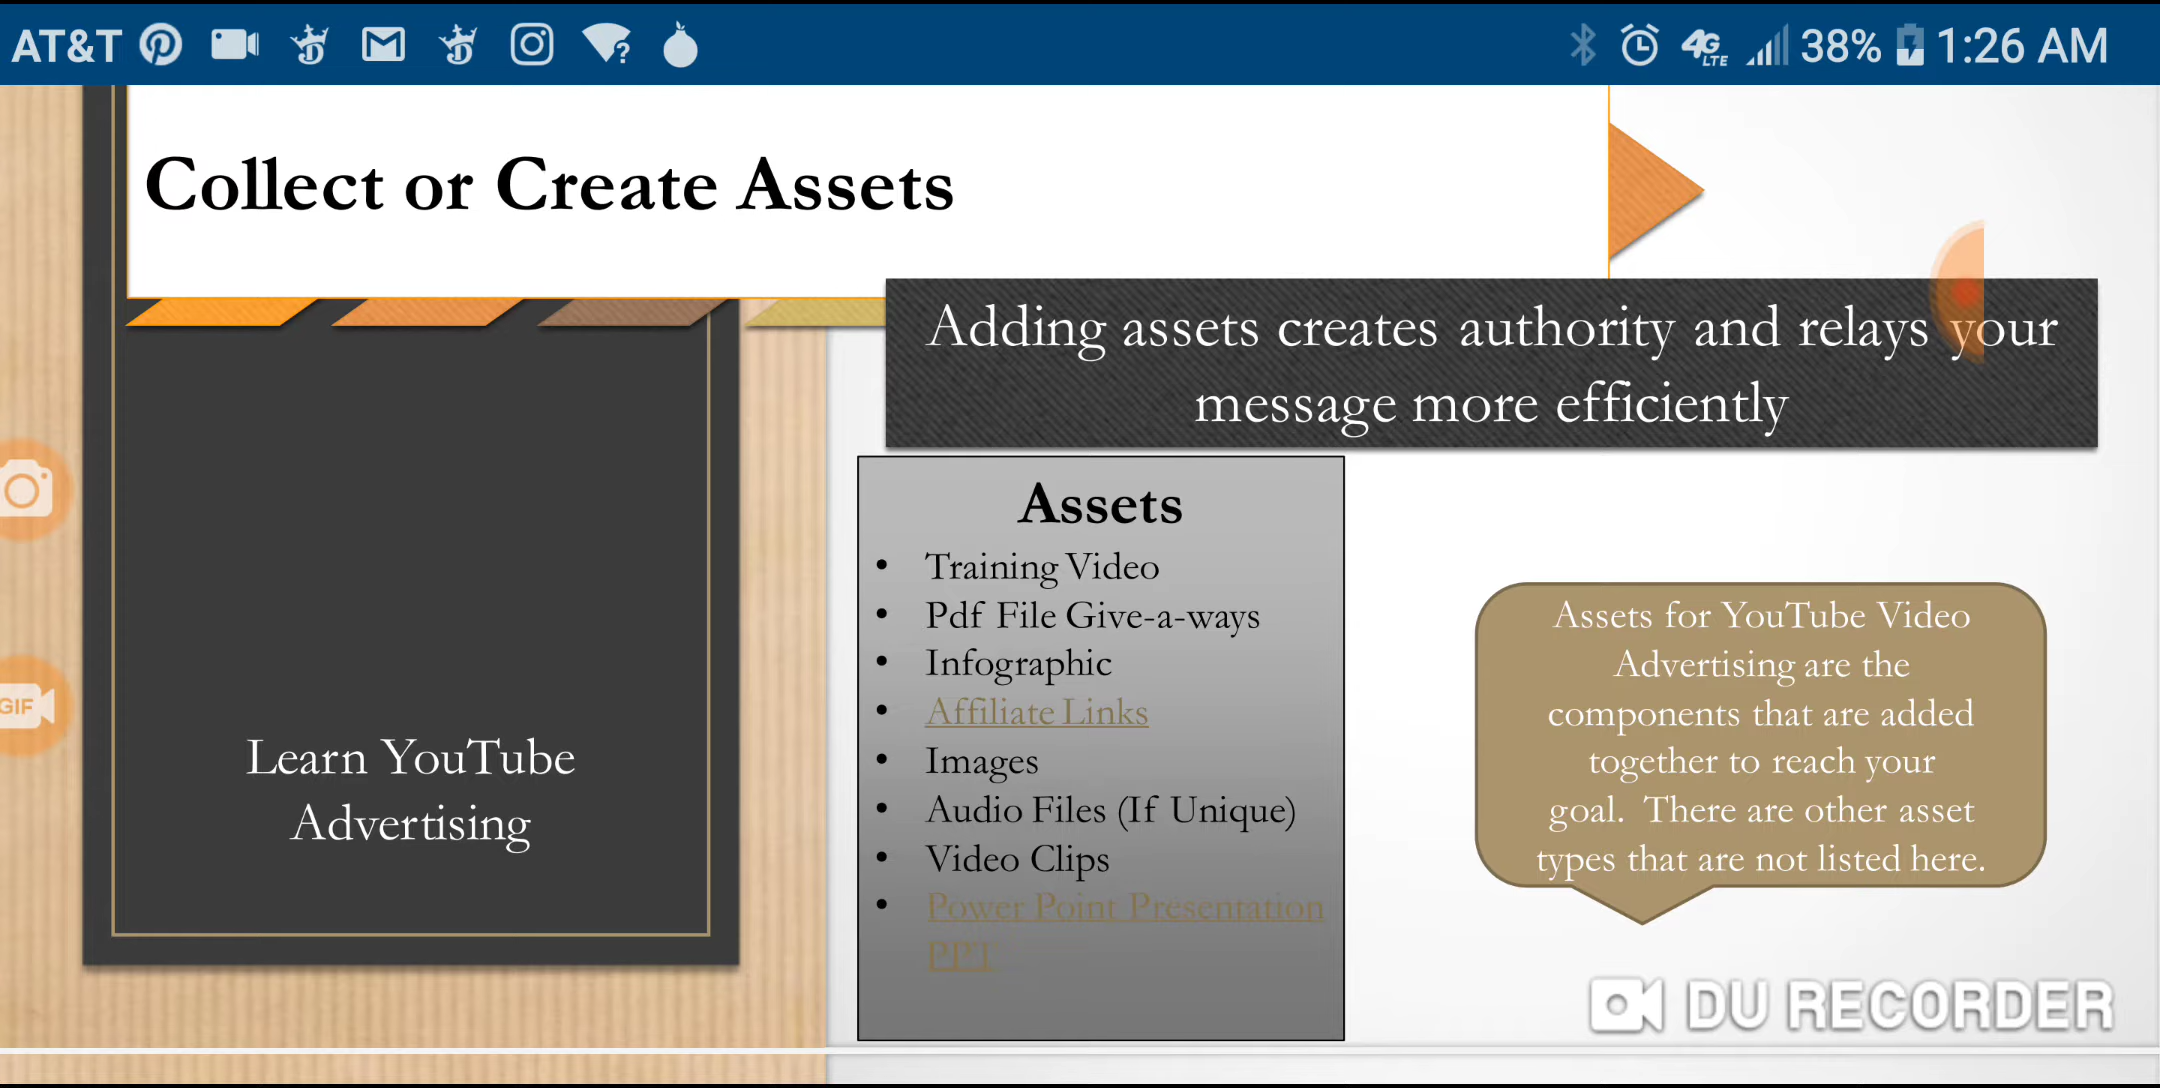 AT&T 4G LTE 38% 1:26 AM
Collect or Create Assets
Adding assets creates authority and relays your
message more efficiently
Learn YouTube
Advertising
Assets
• Training Video
• Pdf File Give-a-ways
• Infographic
• Affiliate Links
• Images
• Audio Files (If Unique)
• Video Clips
• Power Point Presentation
PPT
Assets for YouTube Video
Advertising are the
components that are added
together to reach your
goal. There are other asset
types that are not listed here.
GIF
DU RECORDER